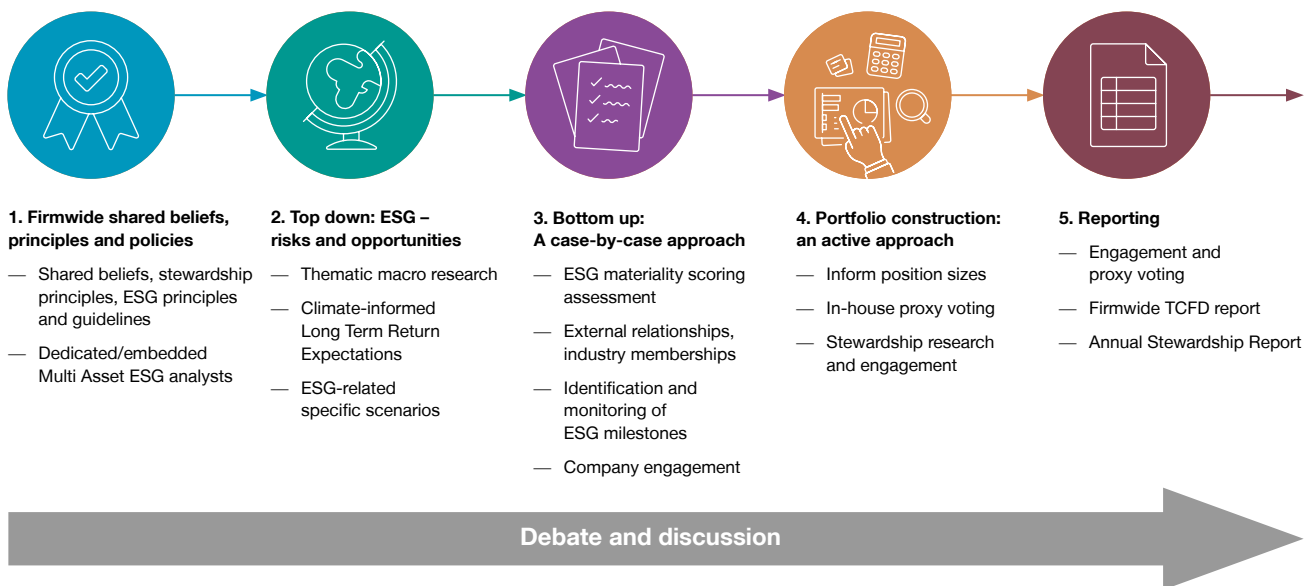 1. Firmwide shared beliefs,
principles and policies
— Shared beliefs, stewardship
principles, ESG principles
and guidelines
— Dedicated/embedded
Multi Asset ESG analysts
2. Top down: ESG –
risks and opportunities
— Thematic macro research
— Climate-informed
Long Term Return
Expectations
— ESG-related
specific scenarios
3. Bottom up:
A case-by-case approach
— ESG materiality scoring
assessment
— External relationships,
industry memberships
— Identification and
monitoring of
ESG milestones
— Company engagement
4. Portfolio construction:
an active approach
— Inform position sizes
— In-house proxy voting
— Stewardship research
and engagement
5. Reporting
— Engagement and
proxy voting
— Firmwide TCFD report
— Annual Stewardship Report
Debate and discussion